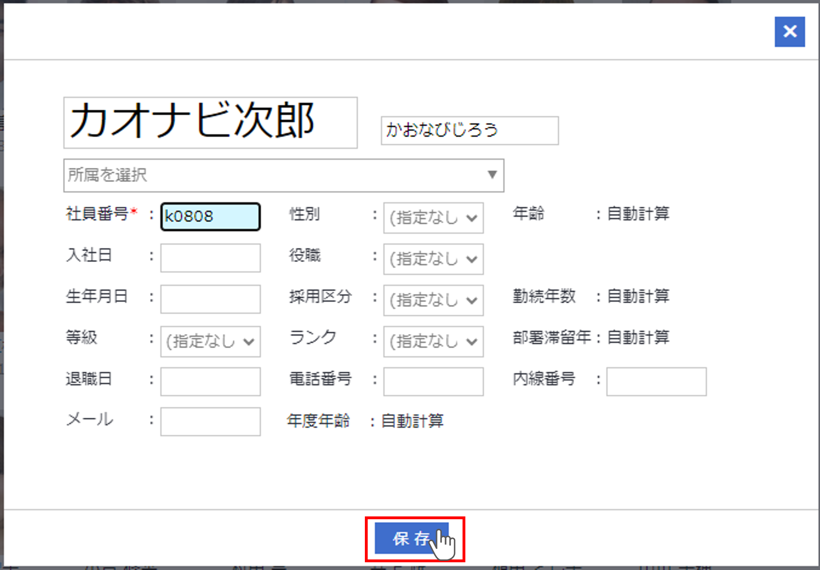 ×
カオナビ次郎 かおなびじろう
所属を選択 ▼
社員番号* : k0808 性別 : (指定なし 年齢 : 自動計算
入社日 : 役職 : (指定なし
生年月日 : 採用区分 : (指定なし 勤続年数 : 自動計算
等級 : (指定なし ランク : (指定なし 部署滞留年 : 自動計算
退職日 : 電話番号 : 内線番号 :
メール : 年度年齢 : 自動計算
保存